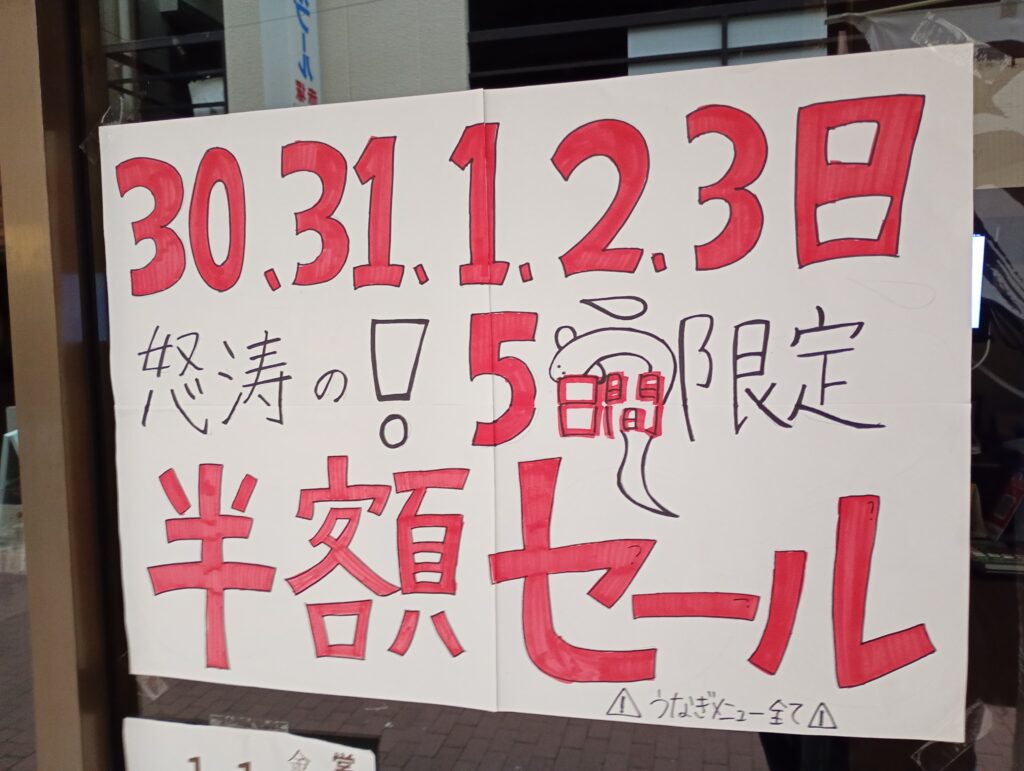 30、31、1、2、3日
怒涛の!5日間限定
半額セール
⚠うなぎメニュー全て⚠